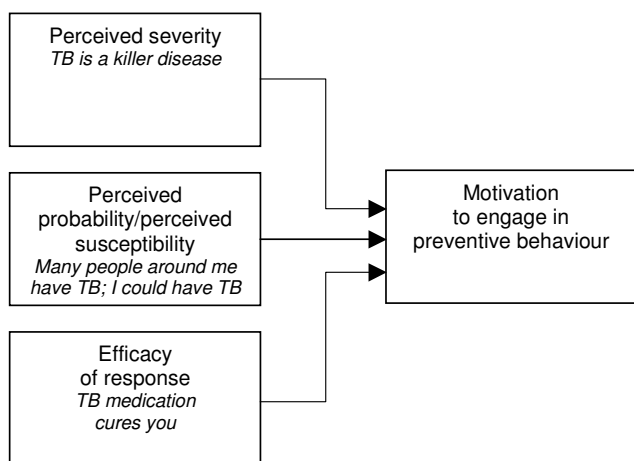 Perceived severity
TB is a killer disease
Perceived
probability/perceived
susceptibility
Many people around me
have TB; I could have TB
Efficacy
of response
TB medication
cures you
Motivation
to engage in
preventive behaviour